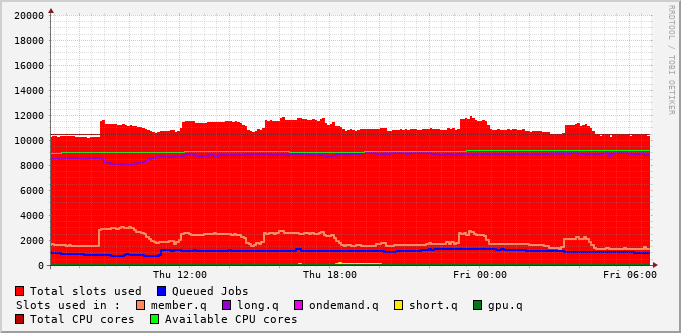 20000
18000
16000
14000
12000
10000
8000
6000
4000
2000
0
Thu 12:00 Thu 18:00 Fri 00:00 Fri 06:00
RRDTOOL / TOBI OETIKER
Total slots used Queued Jobs
Slots used in : member.q long.q ondemand.q short.q gpu.q
Total CPU cores Available CPU cores